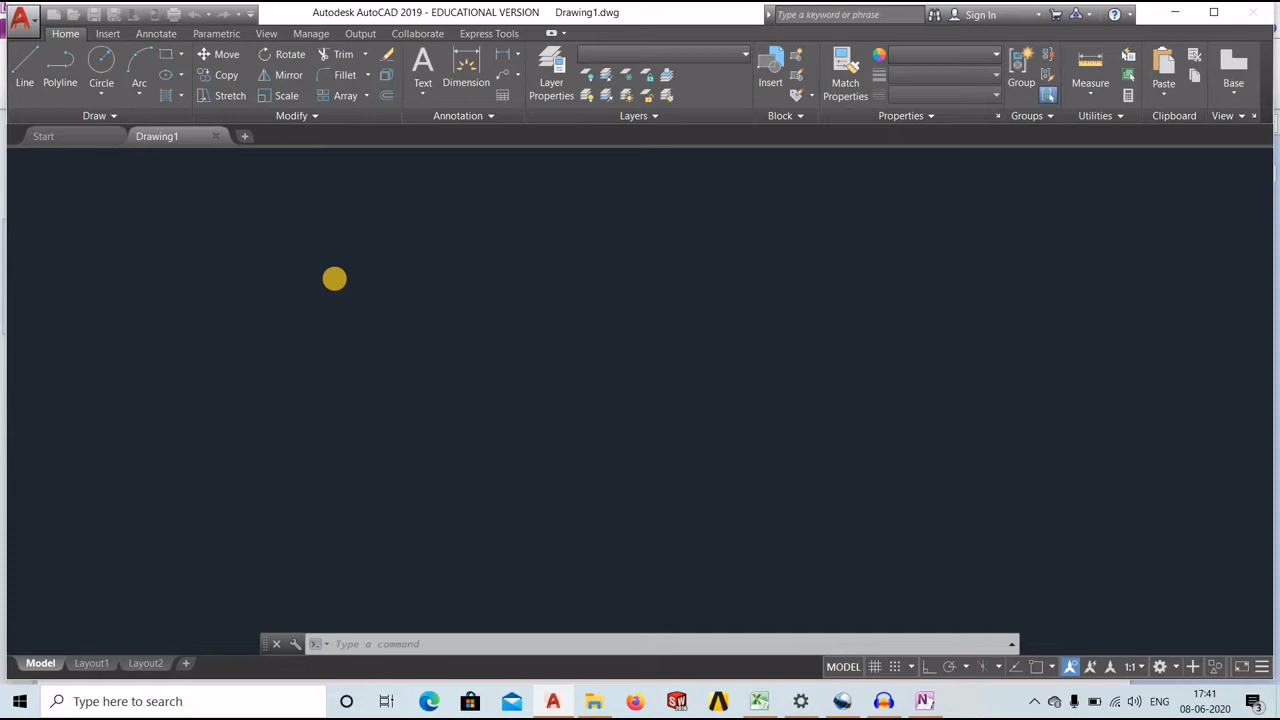 Autodesk AutoCAD 2019 - EDUCATIONAL VERSION Drawing1.dwg
Type a keyword or phrase
Sign In
Home Insert Annotate Parametric View Manage Output Collaborate Express Tools
Line Polyline Circle Arc
Move Rotate Trim
Copy Mirror Fillet
Stretch Scale Array
Text Dimension
Layer Properties
Insert
Match Properties
Group
Measure
Paste
Base
Draw Modify Annotation Layers Block Properties Groups Utilities Clipboard View
Start Drawing1
Type a command
Model Layout1 Layout2
MODEL 1:1
Type here to search
ENG
17:41
08-06-2020
3